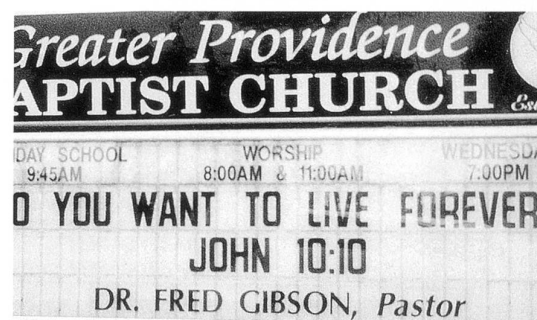 Greater Providence
APTIST CHURCH
DAY SCHOOL WORSHIP WEDNESDA
9:45AM 8:00AM & 11:00AM 7:00PM
O YOU WANT TO LIVE FOREVER
JOHN 10:10
DR. FRED GIBSON, Pastor